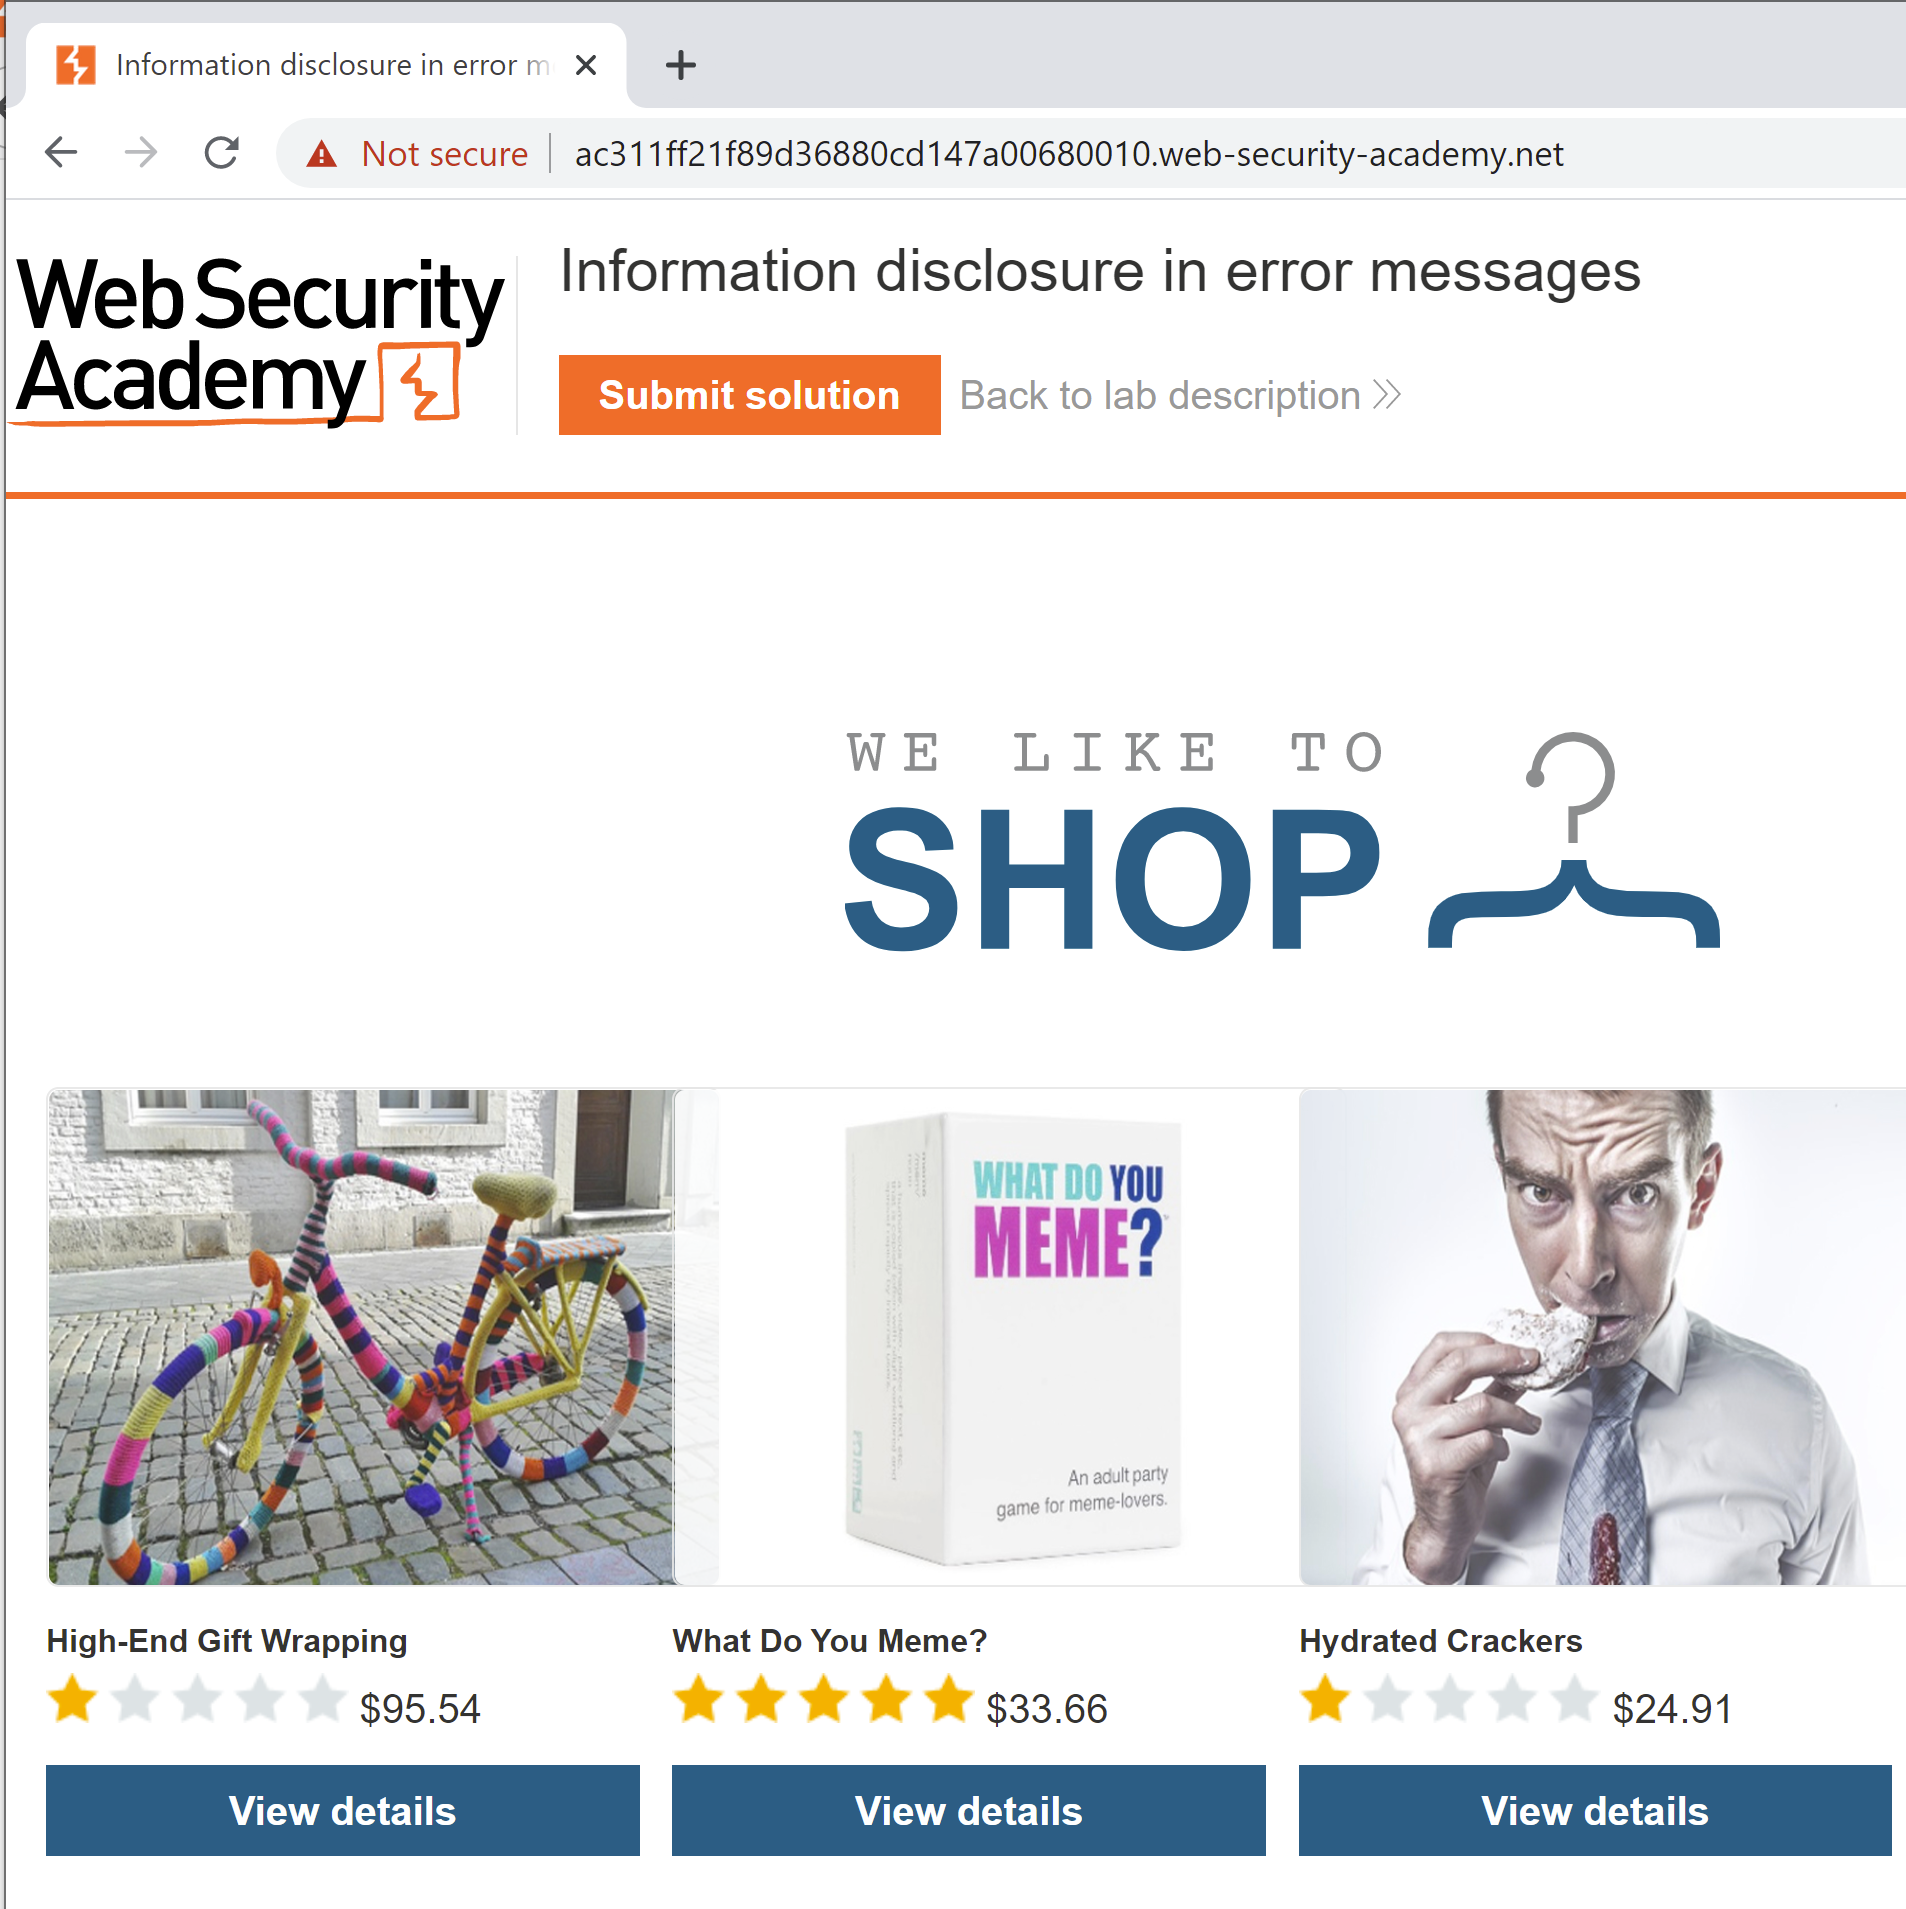 Information disclosure in error m
Not secure
ac311ff21f89d36880cd147a00680010.web-security-academy.net
Web Security
Academy
Information disclosure in error messages
Submit solution
Back to lab description
WE LIKE TO
SHOP
WHAT DO YOU
MEME?
An adult party
game for meme-lovers.
High-End Gift Wrapping
$95.54
View details
What Do You Meme?
$33.66
View details
Hydrated Crackers
$24.91
View details